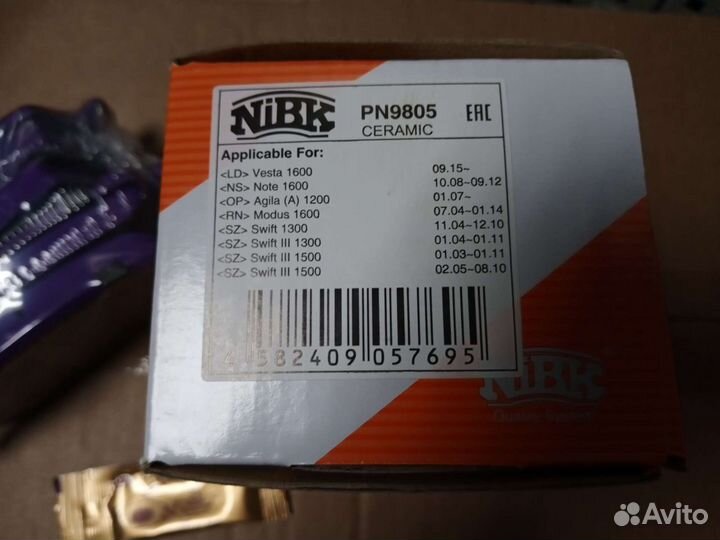 NiBK PN9805 EAC
CERAMIC
Applicable For:
<LD> Vesta 1600 09.15~
<NS> Note 1600 10.08~09.12
<OP> Agila (A) 1200 01.07~
<RN> Modus 1600 07.04~01.14
<SZ> Swift 1300 11.04~12.10
<SZ> Swift III 1300 01.04~01.11
<SZ> Swift III 1500 01.03~01.11
<SZ> Swift III 1500 02.05~08.10
4 582409 057695
NiBK
Avito